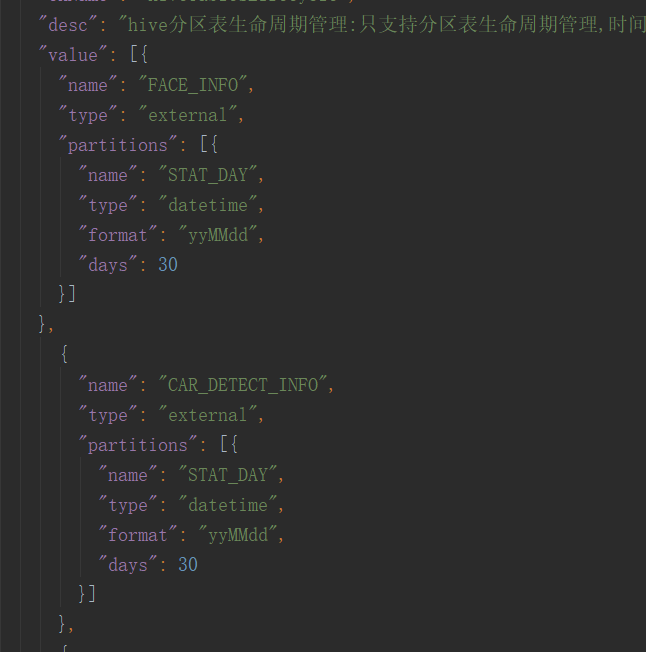 "desc": "hive分区表生命周期管理:只支持分区表生命周期管理,时间
"value": [{
"name": "FACE_INFO",
"type": "external",
"partitions": [{
"name": "STAT_DAY",
"type": "datetime",
"format": "yyMMdd",
"days": 30
}]
},
{
"name": "CAR_DETECT_INFO",
"type": "external",
"partitions": [{
"name": "STAT_DAY",
"type": "datetime",
"format": "yyMMdd",
"days": 30
}]
},
{